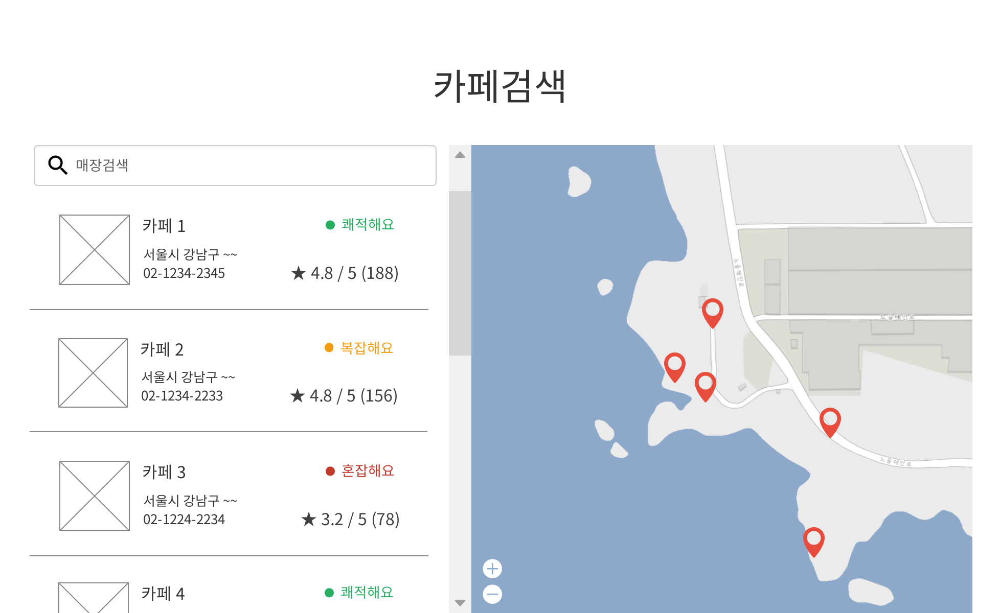 카페검색
매장검색
카페 1
쾌적해요
서울시 강남구 ~~
02-1234-2345
★ 4.8 / 5 (188)
카페 2
복잡해요
서울시 강남구 ~~
02-1234-2233
★ 4.8 / 5 (156)
카페 3
혼잡해요
서울시 강남구 ~~
02-1224-2234
★ 3.2 / 5 (78)
카페 4
쾌적해요
노을해안로
노을해안로
노을해안로